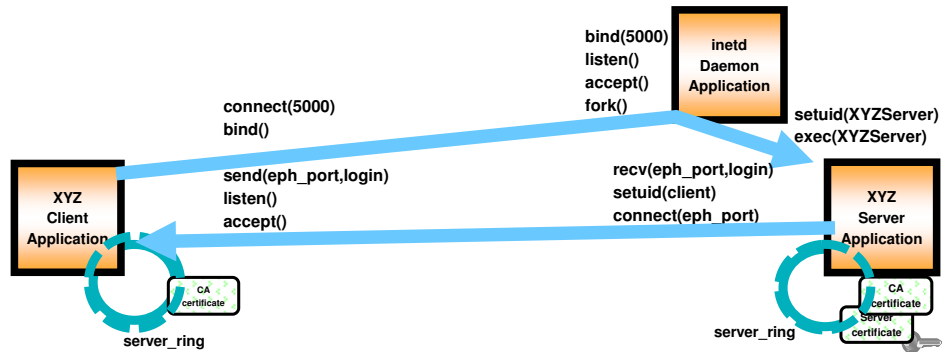 bind(5000)
listen()
accept()
fork()
inetd
Daemon
Application
connect(5000)
bind()
setuid(XYZServer)
exec(XYZServer)
send(eph_port,login)
listen()
accept()
recv(eph_port,login)
setuid(client)
connect(eph_port)
XYZ
Client
Application
XYZ
Server
Application
CA
certificate
server_ring
CA
certificate
Server
certificate
server_ring